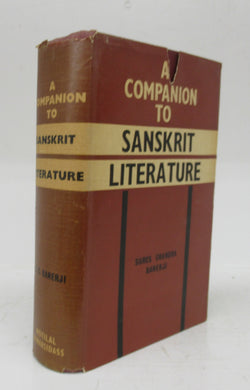 A
COMPANION
TO
SANSKRIT
LITERATURE
SURES CHANDRA
BANERJI
A
COMPANION
TO
SANSKRIT
LITERATURE
BANERJI
MOTILAL
BANARSIDASS